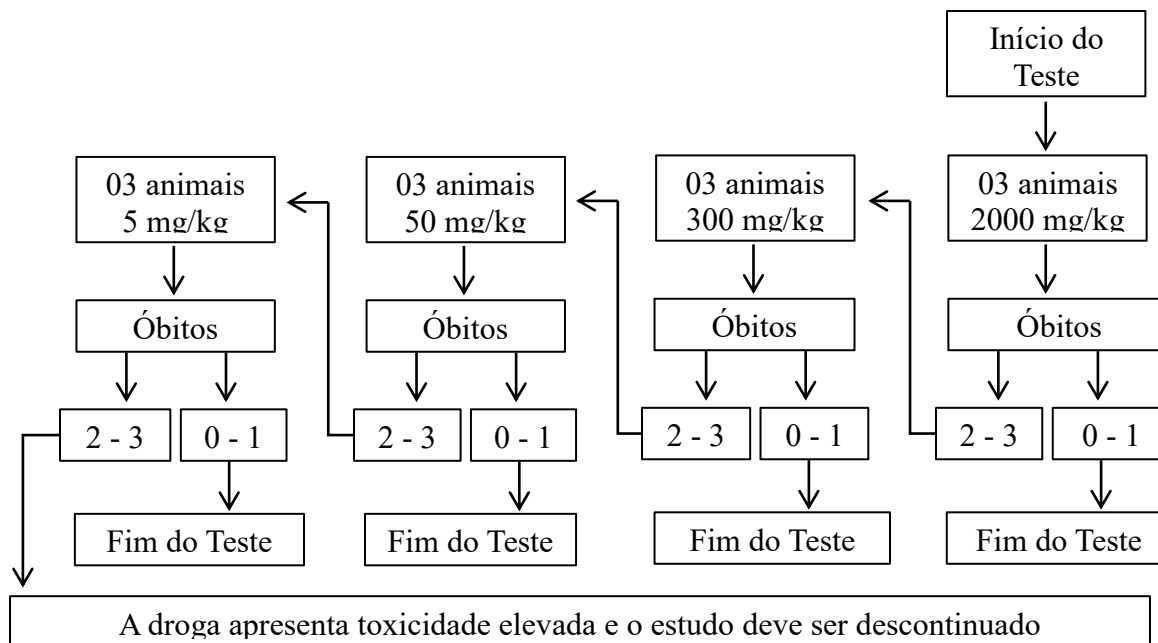 Início do
Teste
03 animais
5 mg/kg
03 animais
50 mg/kg
03 animais
300 mg/kg
03 animais
2000 mg/kg
Óbitos
Óbitos
Óbitos
Óbitos
2 - 3
0 - 1
2 - 3
0 - 1
2 - 3
0 - 1
2 - 3
0 - 1
Fim do Teste
Fim do Teste
Fim do Teste
Fim do Teste
A droga apresenta toxicidade elevada e o estudo deve ser descontinuado